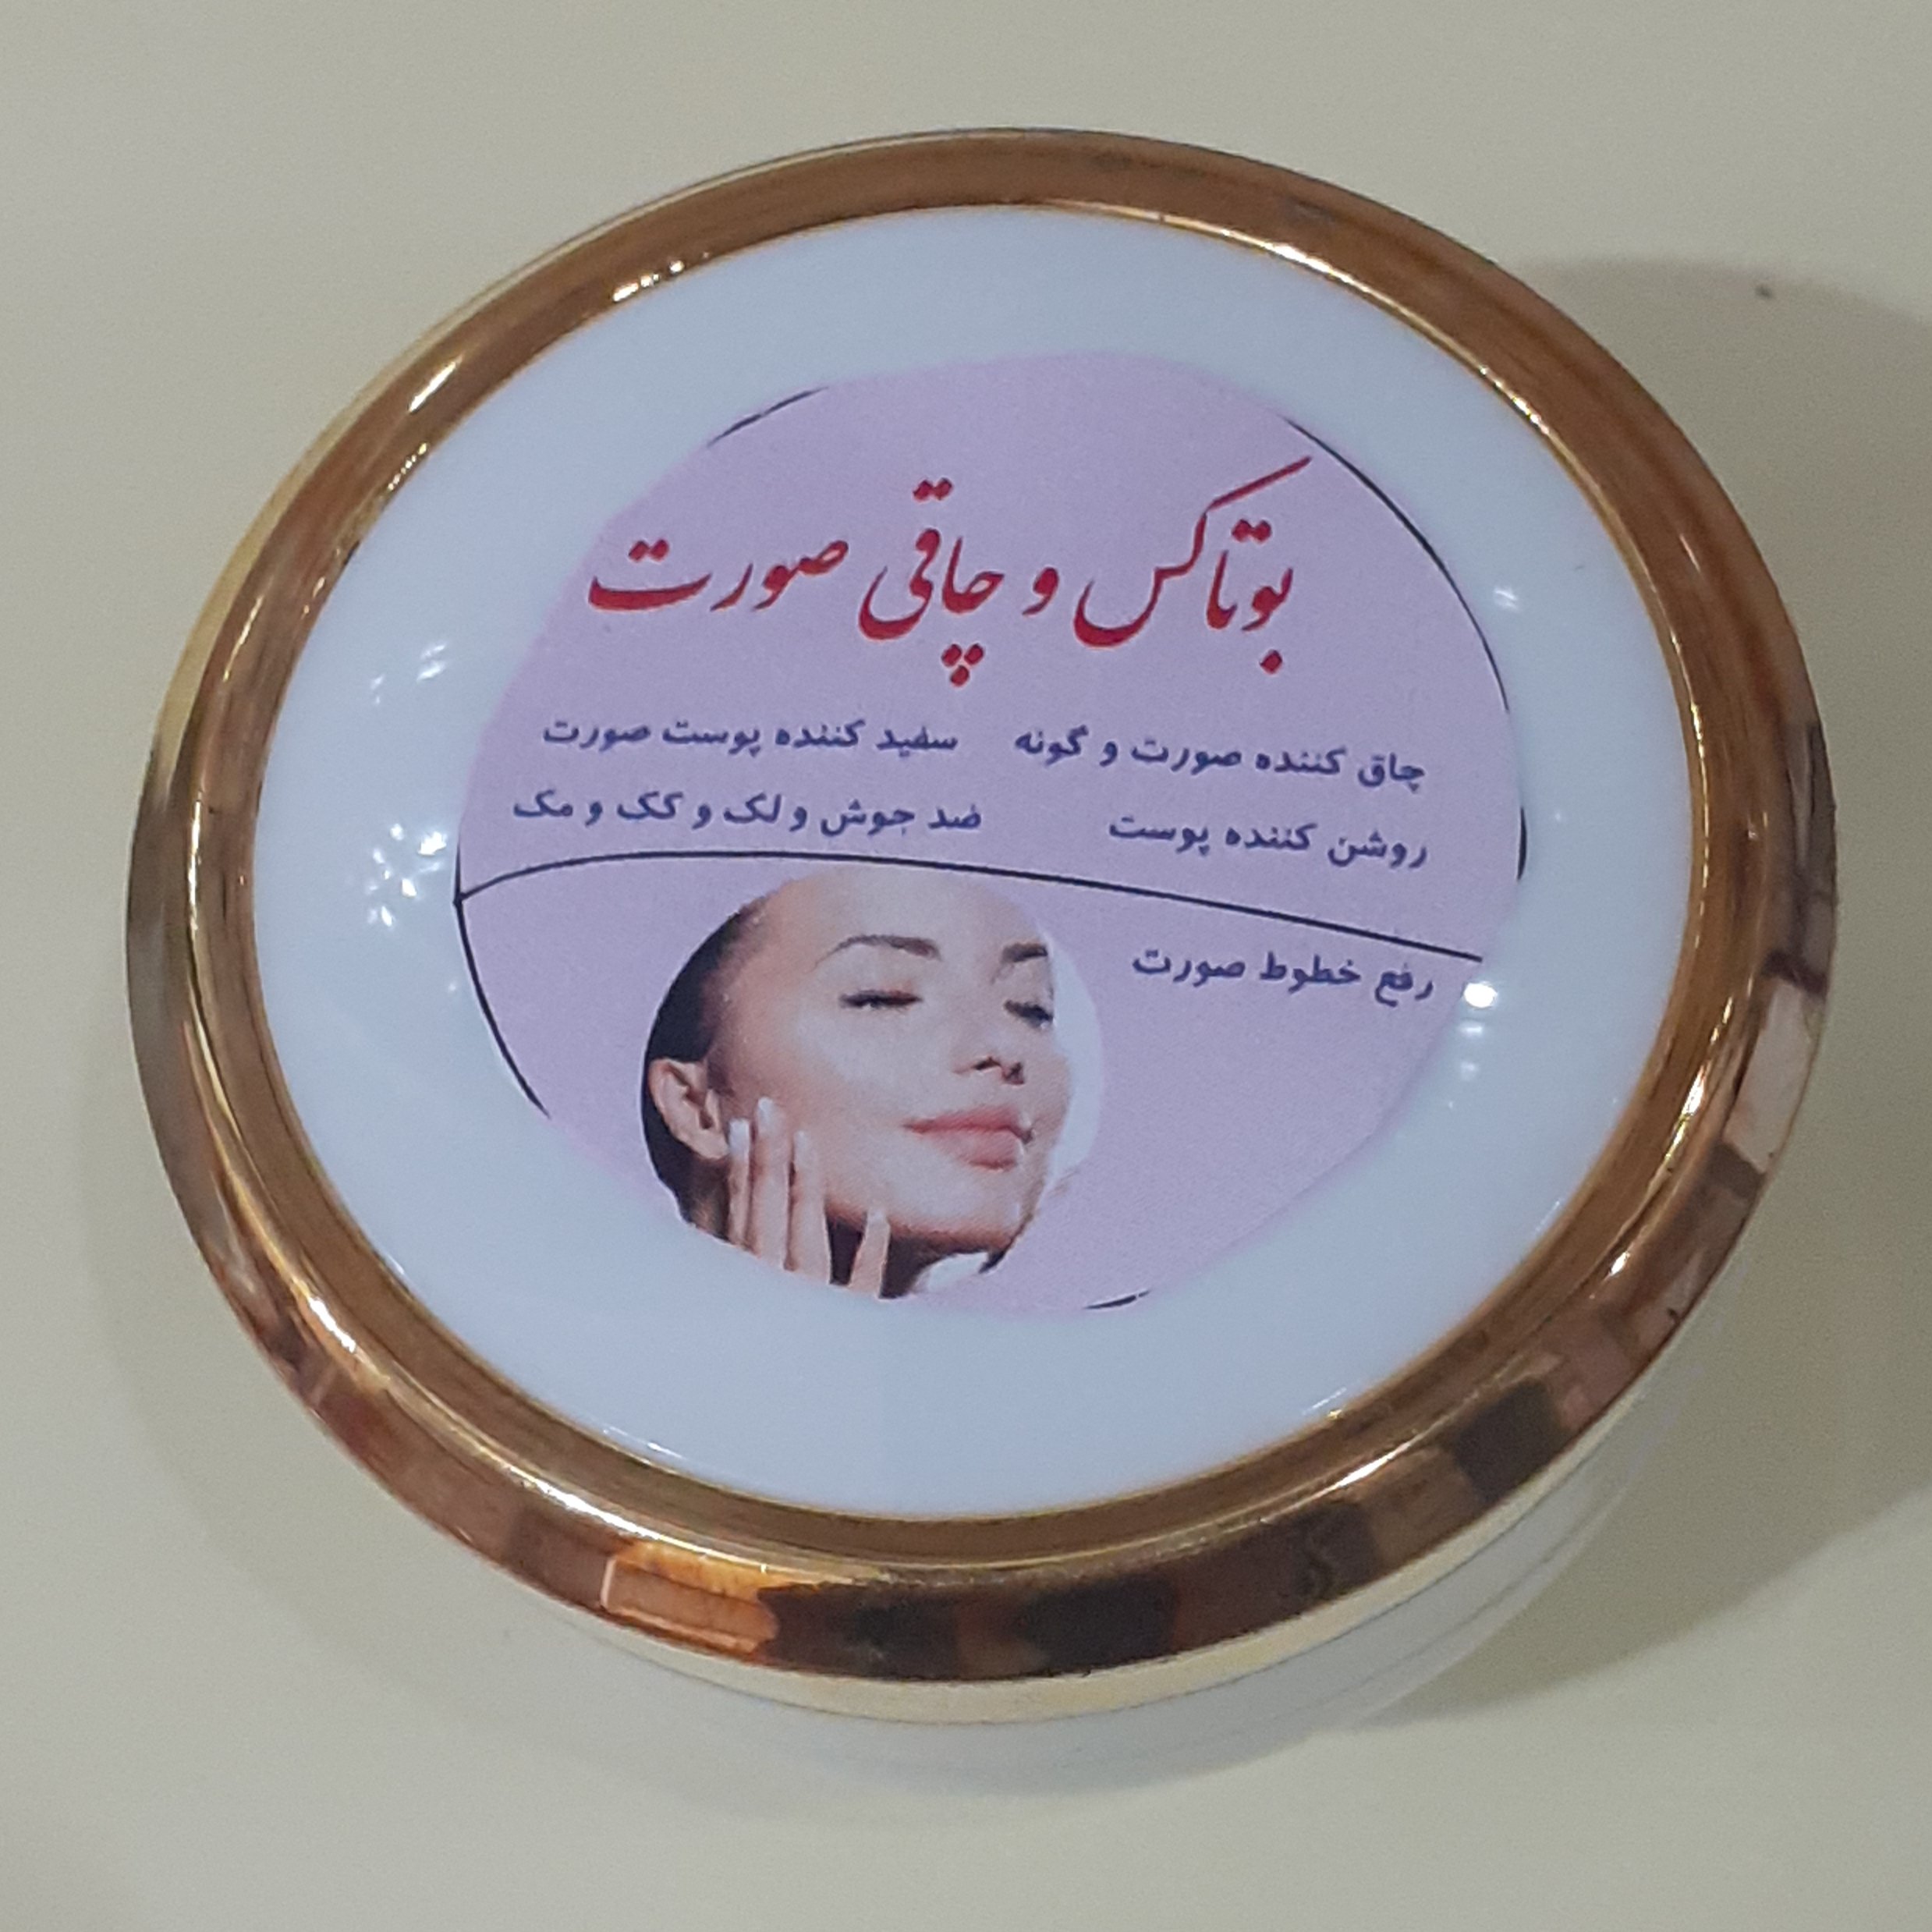 بوتاکس و چاقی صورت
چاق کننده صورت و گونه سفید کننده پوست صورت
روشن کننده پوست ضد جوش و لک و کک و مک
رفع خطوط صورت